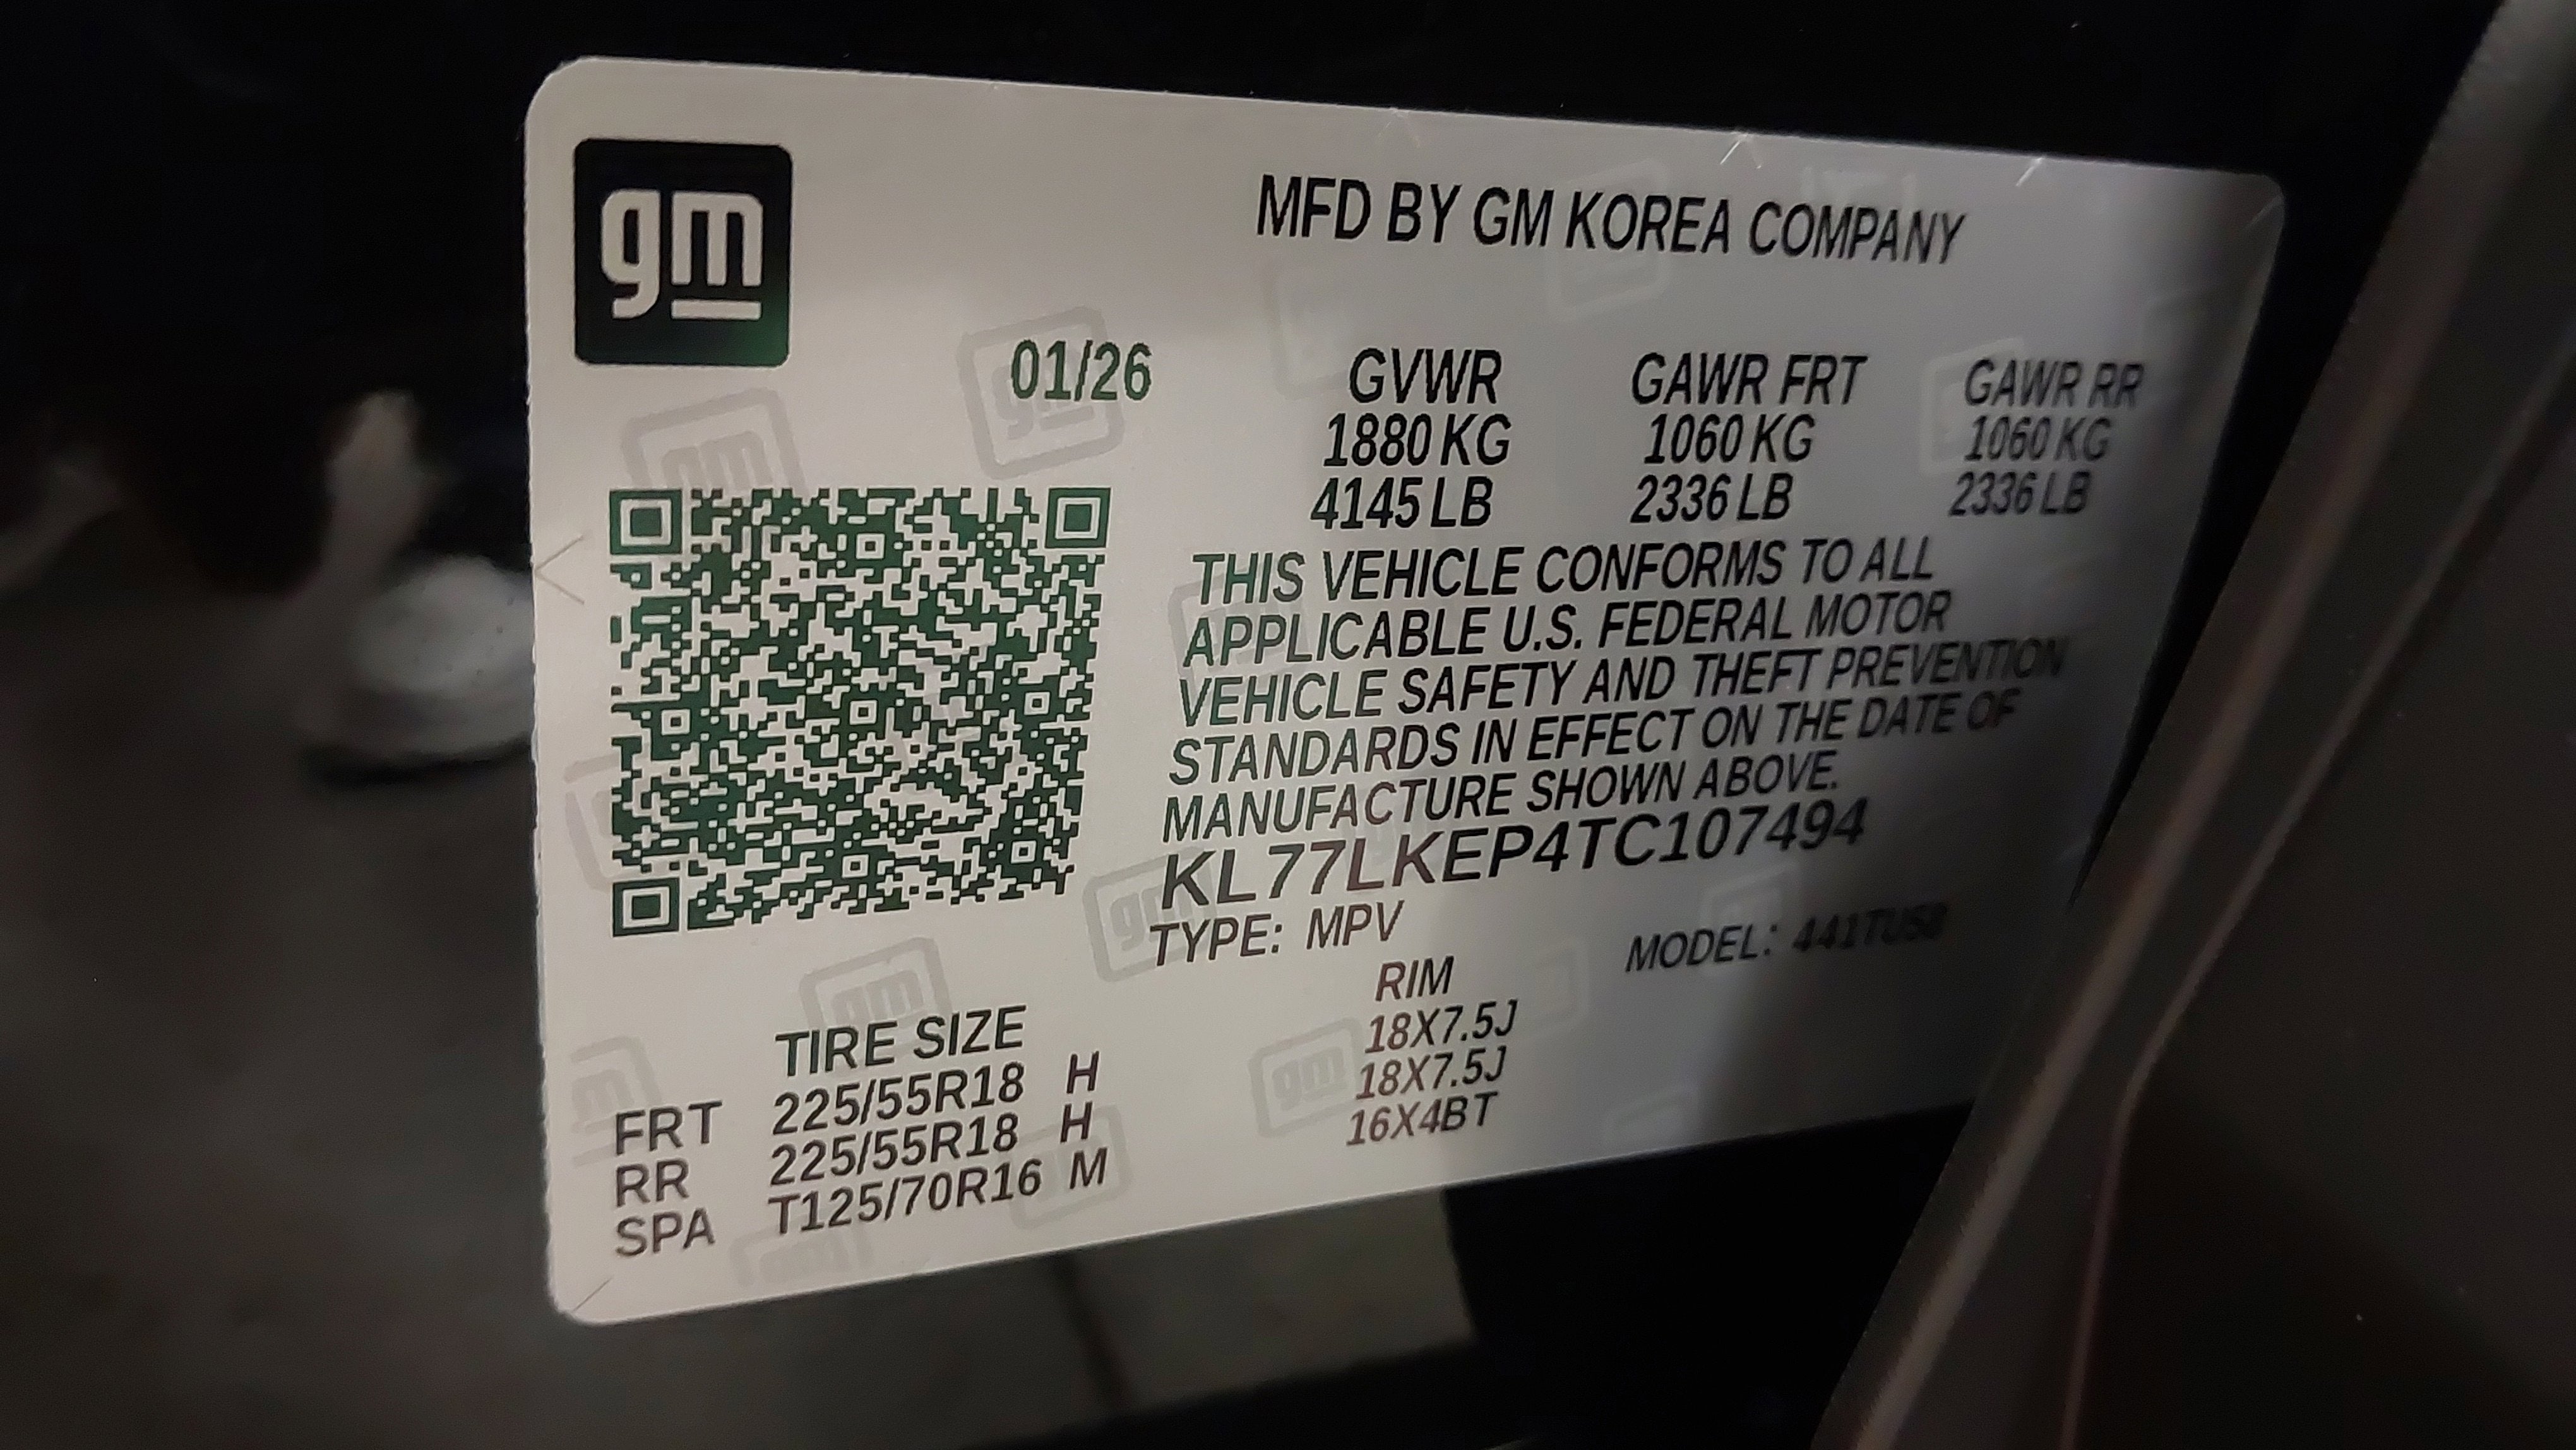 gm
MFD BY GM KOREA COMPANY
01/26
GVWR GAWR FRT GAWR RR
1880 KG 1060 KG 1060 KG
4145 LB 2336 LB 2336 LB
THIS VEHICLE CONFORMS TO ALL
APPLICABLE U.S. FEDERAL MOTOR
VEHICLE SAFETY AND THEFT PREVENTION
STANDARDS IN EFFECT ON THE DATE OF
MANUFACTURE SHOWN ABOVE.
KL77LKEP4TC107494
TYPE: MPV MODEL:
TIRE SIZE RIM
FRT 225/55R18 H 18X7.5J
RR 225/55R18 H 18X7.5J
SPA T125/70R16 M 16X4BT